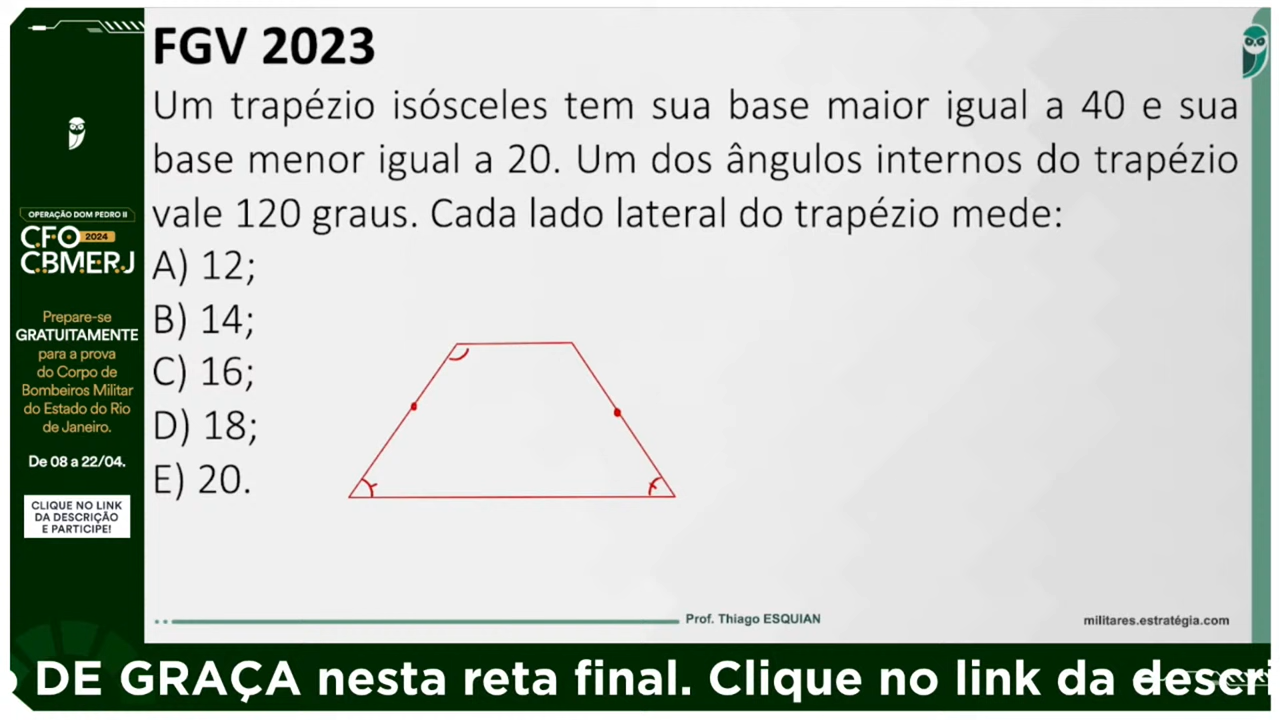 FGV 2023
Um trapézio isósceles tem sua base maior igual a 40 e sua
base menor igual a 20. Um dos ângulos internos do trapézio
vale 120 graus. Cada lado lateral do trapézio mede:
A) 12;
B) 14;
C) 16;
D) 18;
E) 20.
OPERAÇÃO DOM PEDRO II
CFO 2024
CBMERJ
Prepare-se
GRATUITAMENTE
para a prova
do Corpo de
Bombeiros Militar
do Estado do Rio
de Janeiro.
De 08 a 22/04.
CLIQUE NO LINK
DA DESCRIÇÃO
E PARTICIPE!
Prof. Thiago ESQUIAN
militares.estratégia.com
DE GRAÇA nesta reta final. Clique no link da descri